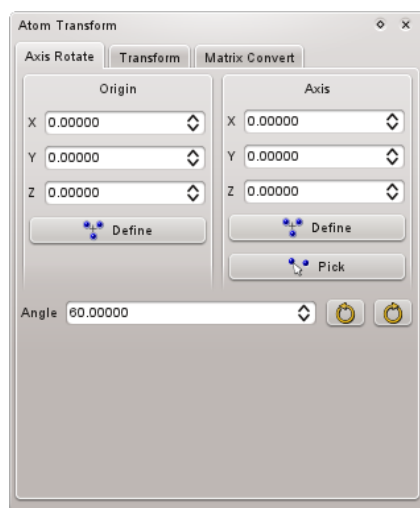 Atom Transform
Axis Rotate Transform Matrix Convert
Origin
X 0.00000
Y 0.00000
Z 0.00000
Define
Axis
X 0.00000
Y 0.00000
Z 0.00000
Define
Pick
Angle 60.00000